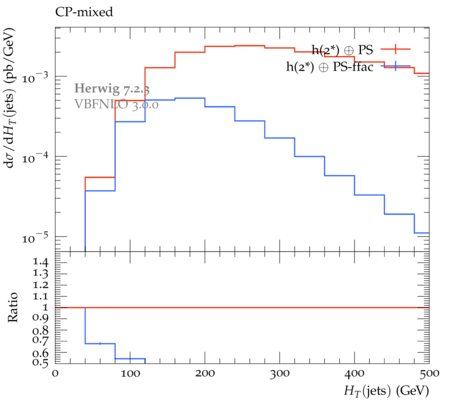 CP-mixed
h(2*) ⊕ PS
h(2*) ⊕ PS-ffac
Herwig 7.2.3
VBFNLO 3.0.0
dσ/dH_T(jets) (pb/GeV)
10^−3
10^−4
10^−5
Ratio
1.4
1.3
1.2
1.1
1
0.9
0.8
0.7
0.6
0.5
0 100 200 300 400 500
H_T(jets) (GeV)